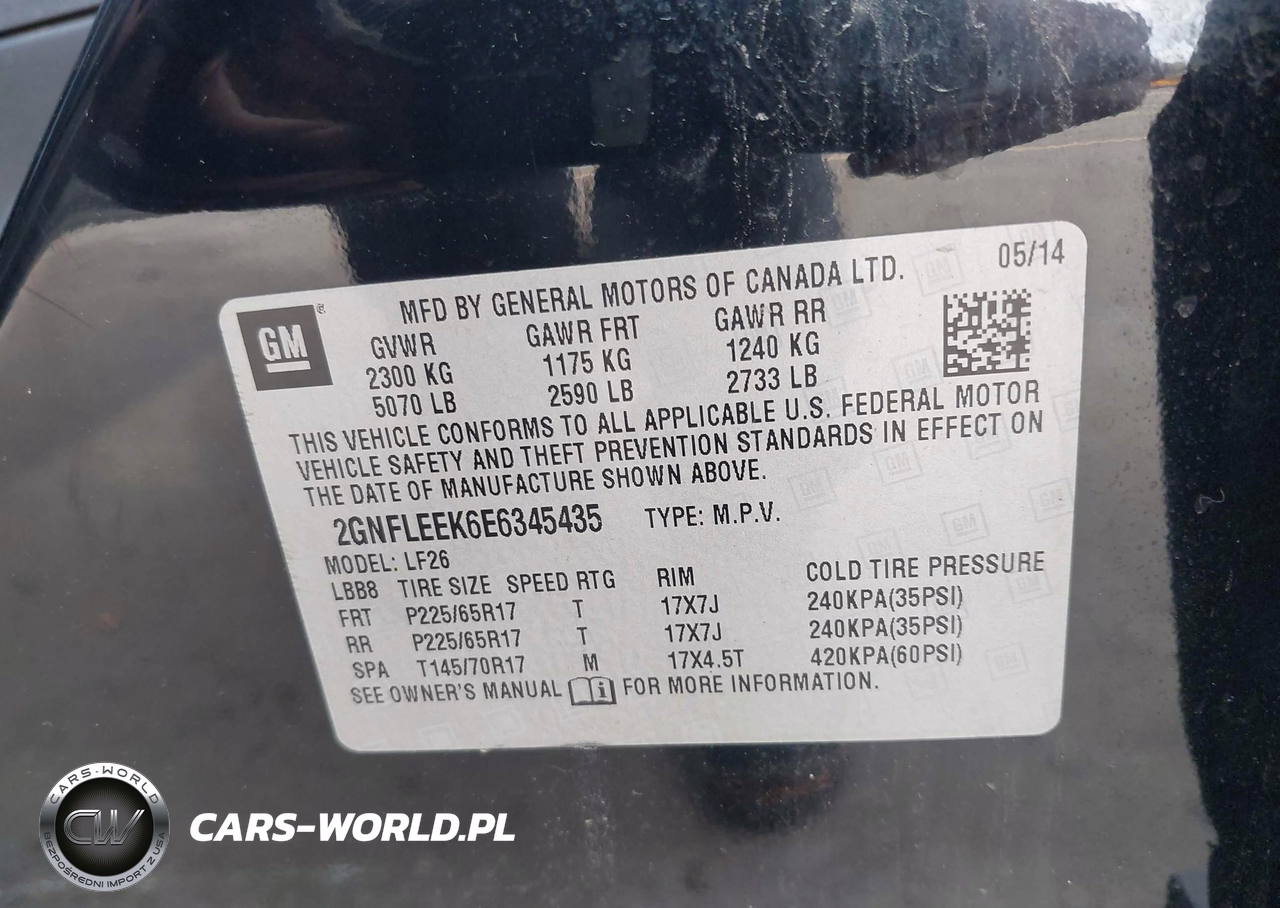 05/14
MFD BY GENERAL MOTORS OF CANADA LTD.
GM®
GVWR GAWR FRT GAWR RR
2300 KG 1175 KG 1240 KG
5070 LB 2590 LB 2733 LB
THIS VEHICLE CONFORMS TO ALL APPLICABLE U.S. FEDERAL MOTOR
VEHICLE SAFETY AND THEFT PREVENTION STANDARDS IN EFFECT ON
THE DATE OF MANUFACTURE SHOWN ABOVE.
2GNFLEEK6E6345435 TYPE: M.P.V.
MODEL: LF26
LBB8 TIRE SIZE SPEED RTG RIM COLD TIRE PRESSURE
FRT P225/65R17 T 17X7J 240KPA(35PSI)
RR P225/65R17 T 17X7J 240KPA(35PSI)
SPA T145/70R17 M 17X4.5T 420KPA(60PSI)
SEE OWNER'S MANUAL FOR MORE INFORMATION.
CARS-WORLD
CW
BEZPOŚREDNI IMPORT Z USA
CARS-WORLD.PL